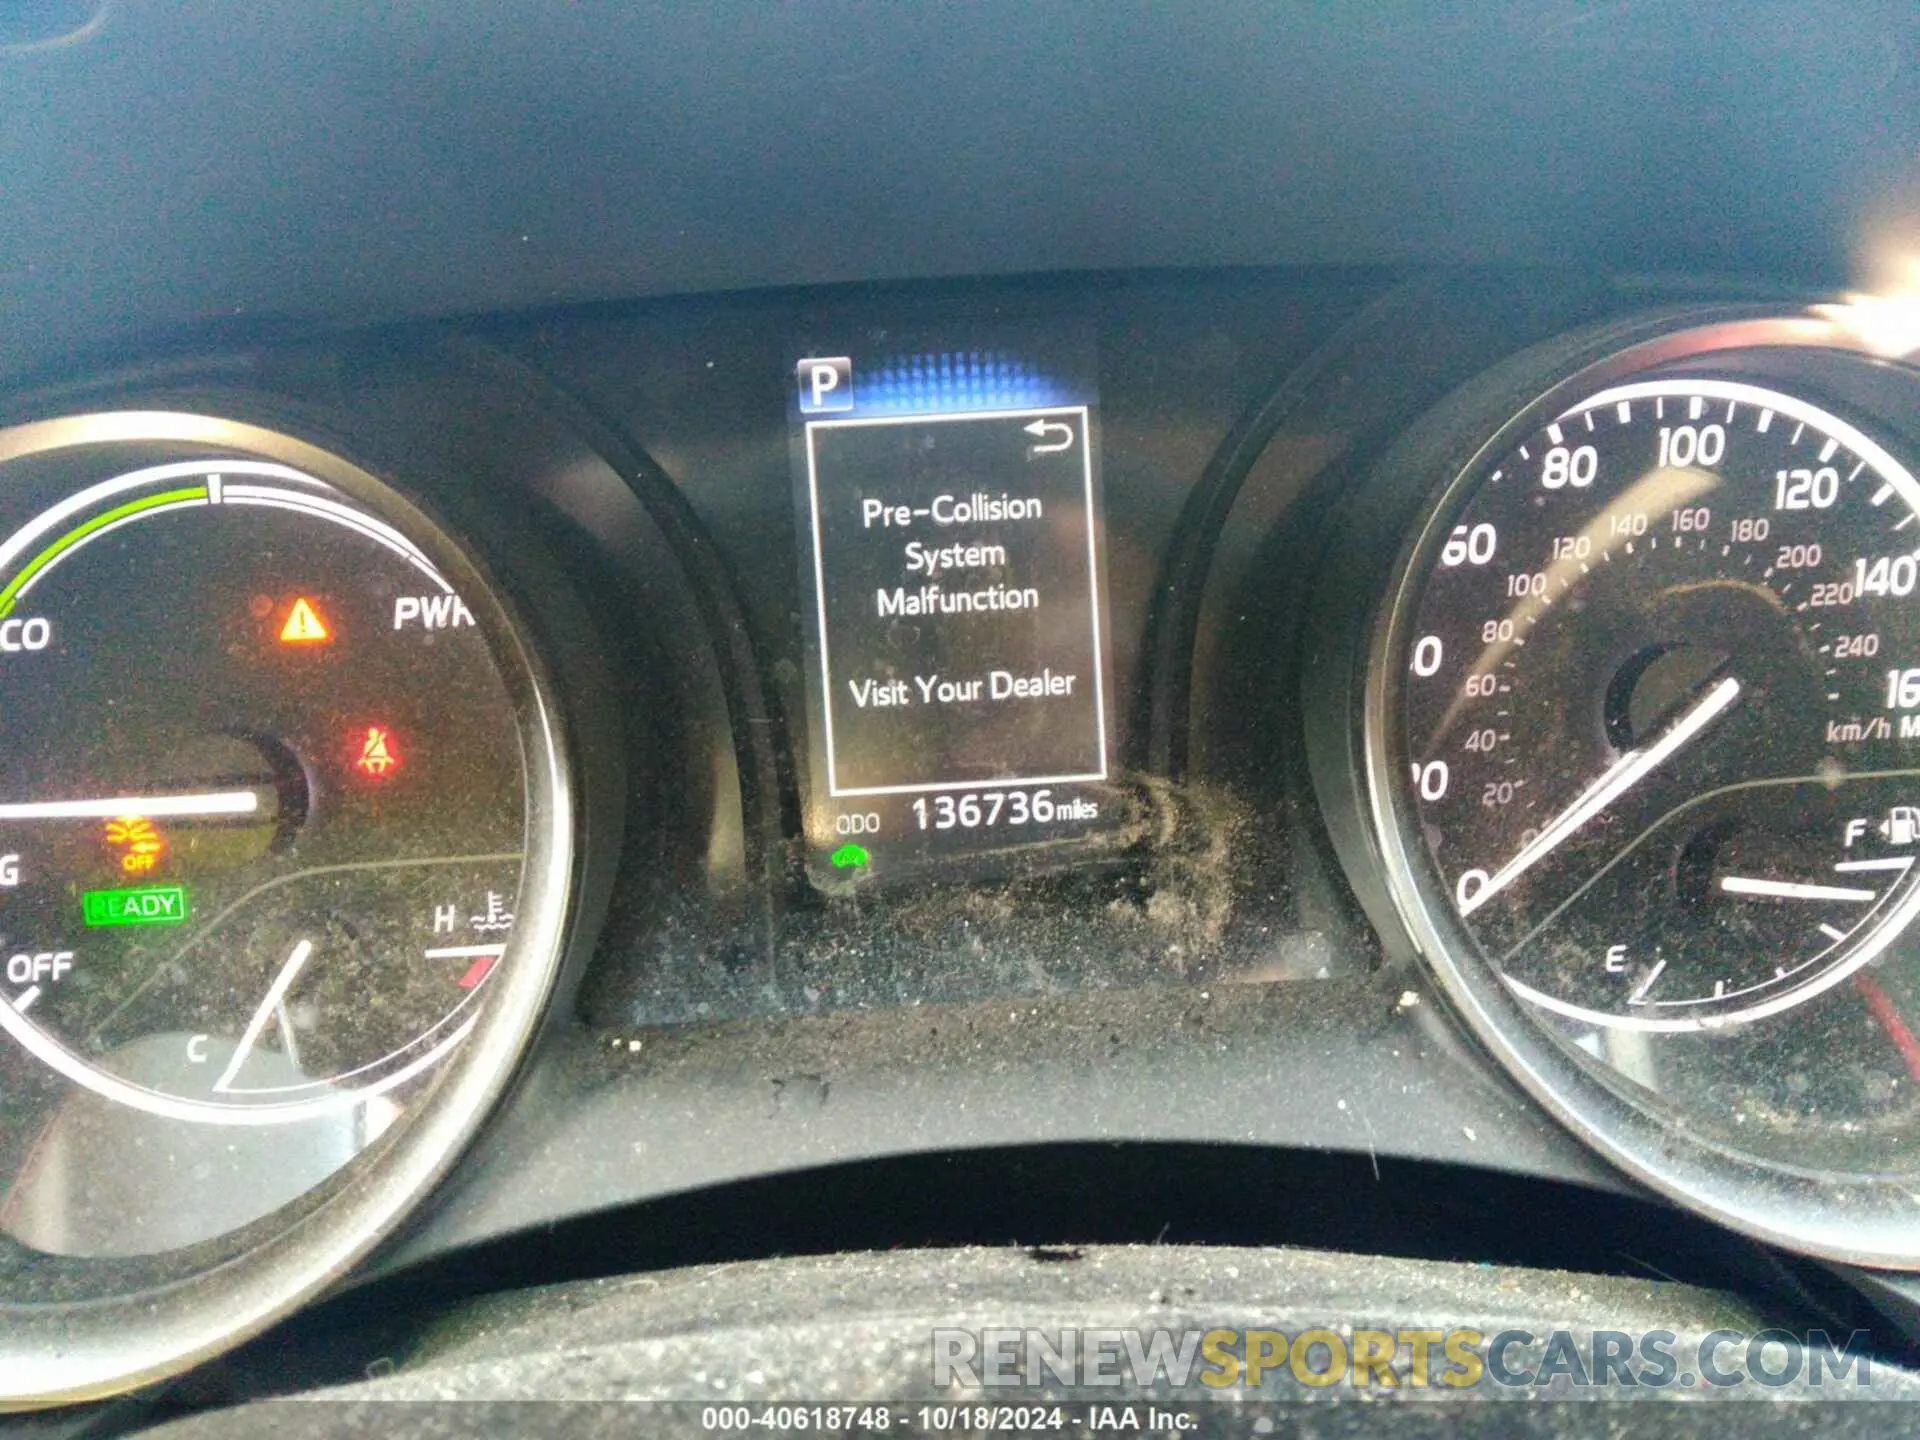 P
Pre-Collision
System
Malfunction
Visit Your Dealer
ODO 136736 miles
CO
PWR
G
OFF
READY
OFF
H
C
0
60
80
100
120
140
20
40
60
80
100
120
140
160
180
200
220
240
km/h
F
E
RENEWSPORTSCARS.COM
000-40618748 - 10/18/2024 - IAA Inc.